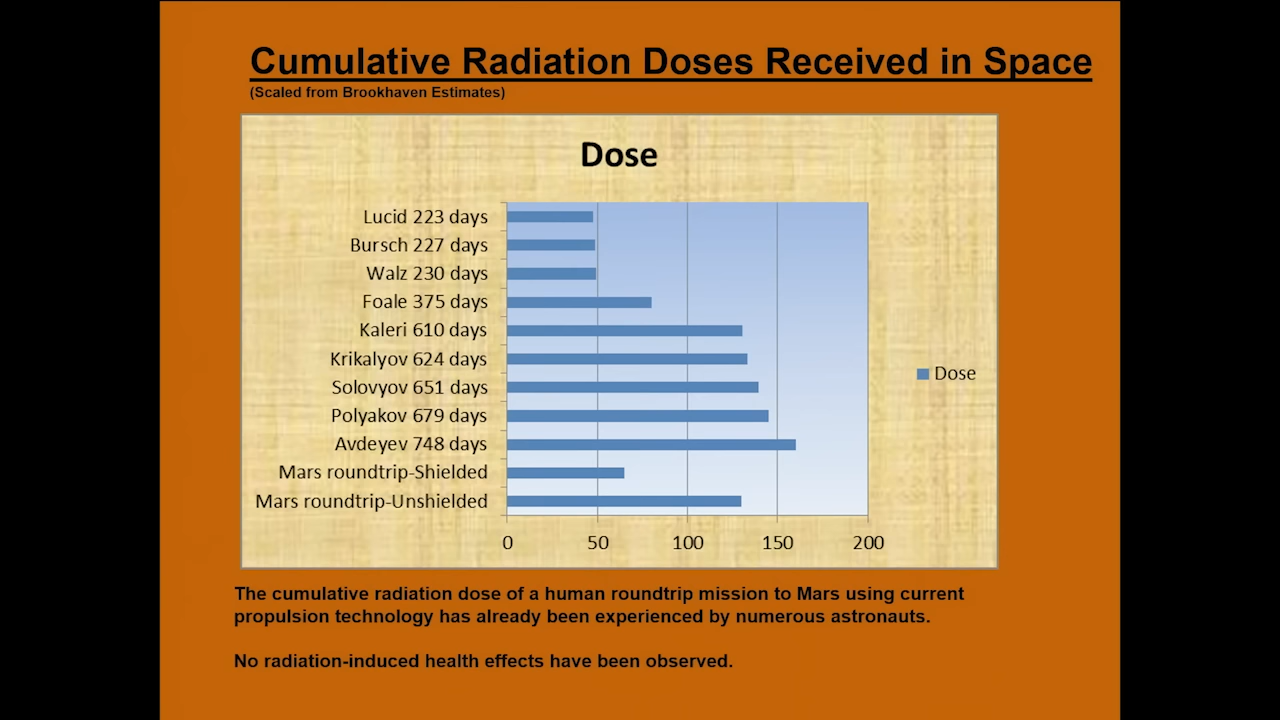 Cumulative Radiation Doses Received in Space
(Scaled from Brookhaven Estimates)
Dose
Lucid 223 days
Bursch 227 days
Walz 230 days
Foale 375 days
Kaleri 610 days
Krikalyov 624 days
Solovyov 651 days
Polyakov 679 days
Avdeyev 748 days
Mars roundtrip-Shielded
Mars roundtrip-Unshielded
0 50 100 150 200
Dose
The cumulative radiation dose of a human roundtrip mission to Mars using current
propulsion technology has already been experienced by numerous astronauts.
No radiation-induced health effects have been observed.